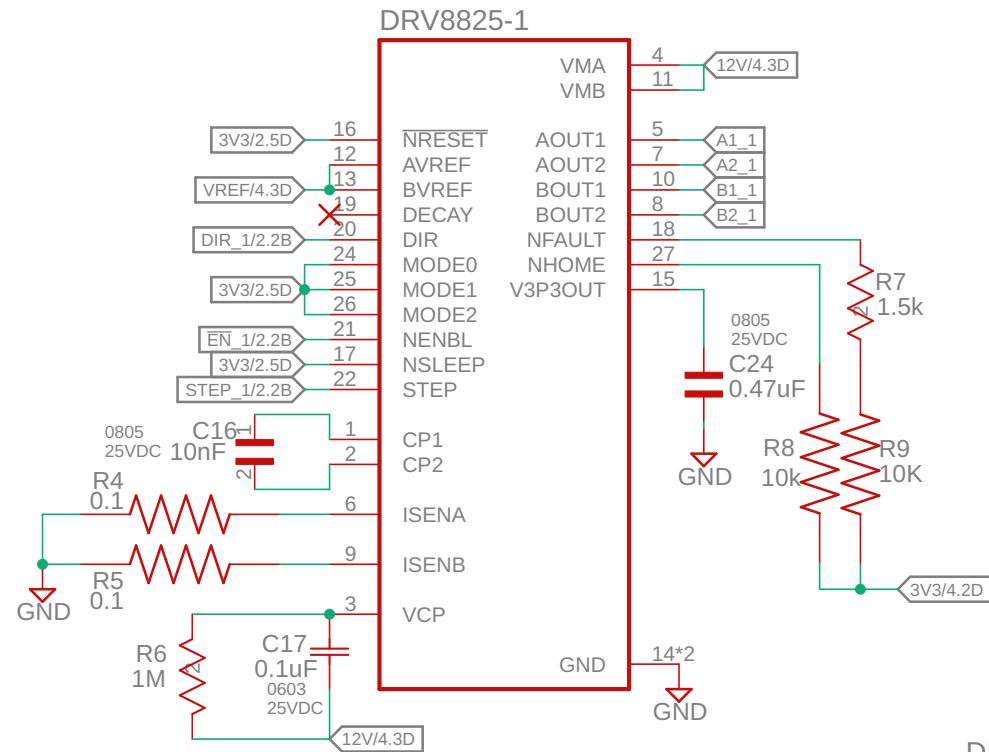 DRV8825-1
VMA 4 12V/4.3D
VMB 11
3V3/2.5D 16 NRESET AOUT1 5 A1_1
12 AVREF AOUT2 7 A2_1
VREF/4.3D 13 BVREF BOUT1 10 B1_1
19 DECAY BOUT2 8 B2_1
DIR_1/2.2B 20 DIR NFAULT 18
24 MODE0 NHOME 27
3V3/2.5D 25 MODE1 V3P3OUT 15
26 MODE2
EN_1/2.2B 21 NENBL
3V3/2.5D 17 NSLEEP
STEP_1/2.2B 22 STEP
R7
2
1.5k
0805
25VDC
C24
0.47uF
GND
0805
25VDC
C16
10nF
1
2
1 CP1
2 CP2
R8
10k
R9
10K
3V3/4.2D
R4
0.1
6 ISENA
R5
0.1
9 ISENB
GND
3 VCP
R6
1M
2
C17
0.1uF
0603
25VDC
12V/4.3D
GND 14*2
GND
D